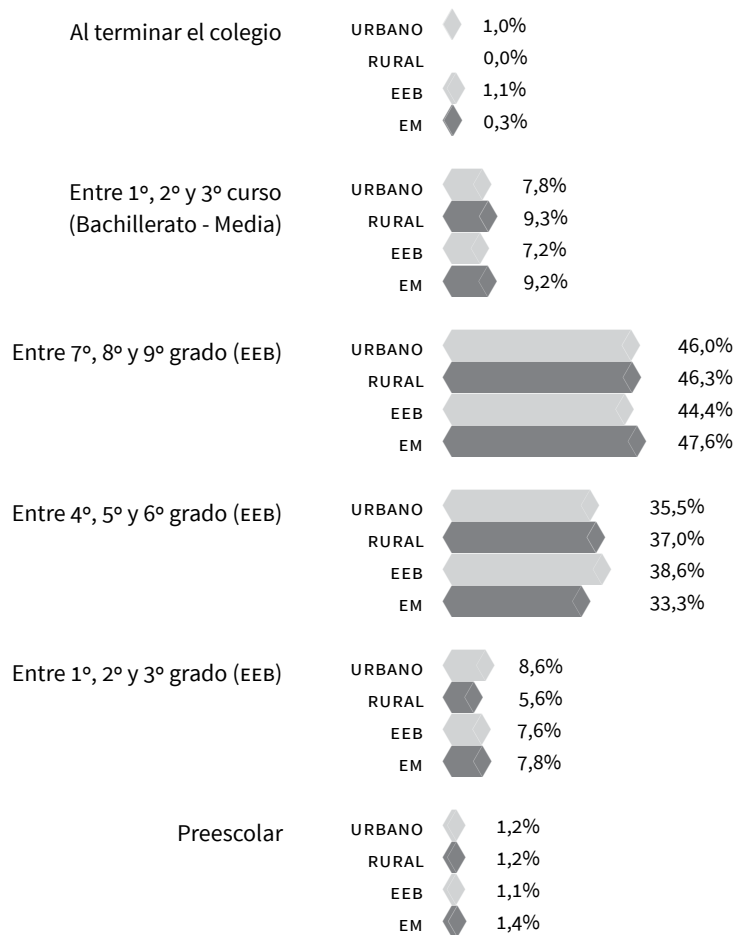 Al terminar el colegio
URBANO 1,0%
RURAL 0,0%
EEB 1,1%
EM 0,3%
Entre 1º, 2º y 3º curso
(Bachillerato - Media)
URBANO 7,8%
RURAL 9,3%
EEB 7,2%
EM 9,2%
Entre 7º, 8º y 9º grado (EEB)
URBANO 46,0%
RURAL 46,3%
EEB 44,4%
EM 47,6%
Entre 4º, 5º y 6º grado (EEB)
URBANO 35,5%
RURAL 37,0%
EEB 38,6%
EM 33,3%
Entre 1º, 2º y 3º grado (EEB)
URBANO 8,6%
RURAL 5,6%
EEB 7,6%
EM 7,8%
Preescolar
URBANO 1,2%
RURAL 1,2%
EEB 1,1%
EM 1,4%